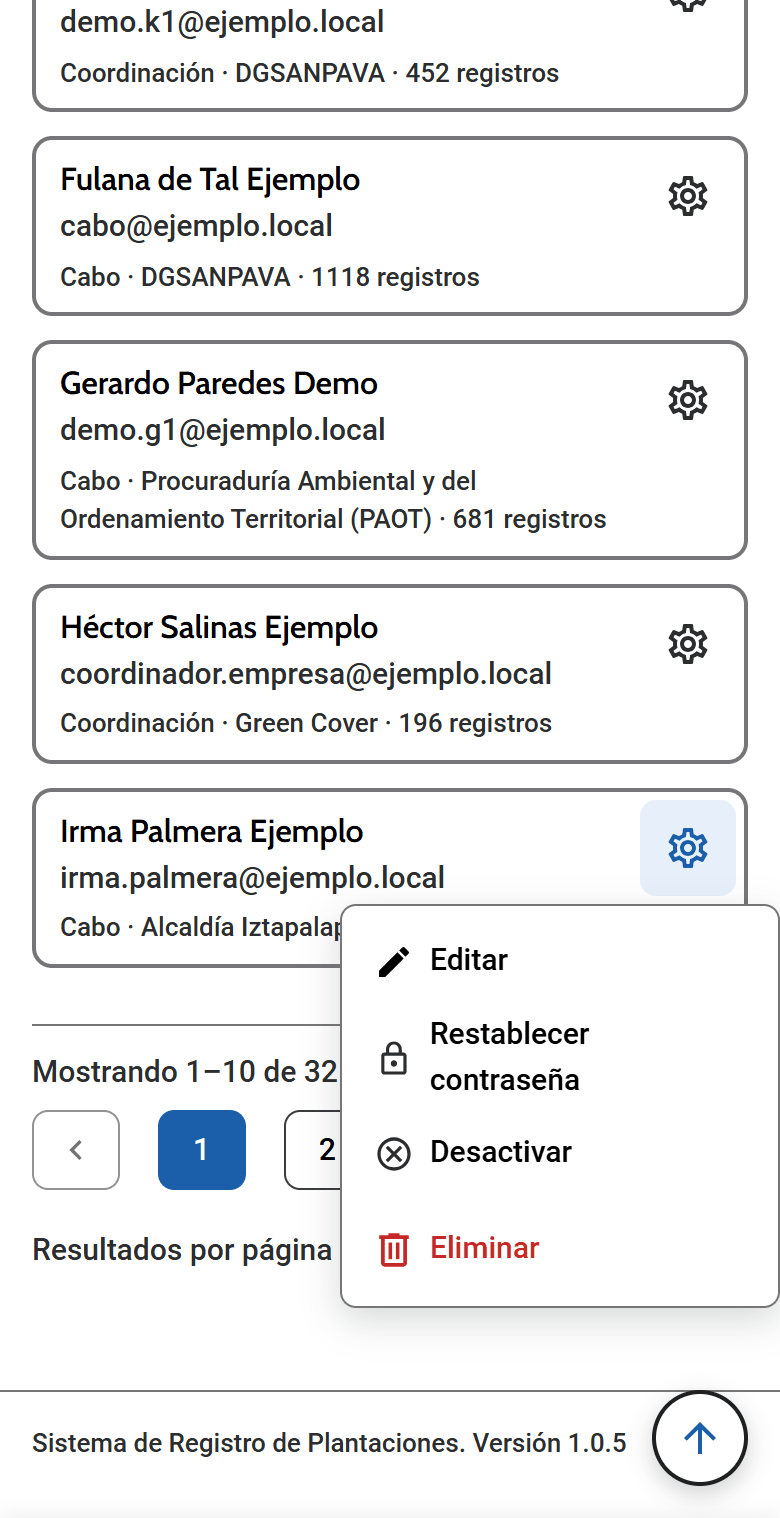 demo.k1@ejemplo.local
Coordinación · DGSANPAVA · 452 registros
Fulana de Tal Ejemplo
cabo@ejemplo.local
Cabo · DGSANPAVA · 1118 registros
Gerardo Paredes Demo
demo.g1@ejemplo.local
Cabo · Procuraduría Ambiental y del
Ordenamiento Territorial (PAOT) · 681 registros
Héctor Salinas Ejemplo
coordinador.empresa@ejemplo.local
Coordinación · Green Cover · 196 registros
Irma Palmera Ejemplo
irma.palmera@ejemplo.local
Cabo · Alcaldía
Editar
Restablecer
contraseña
Desactivar
Eliminar
Mostrando 1–10 de 32
1
2
Resultados por página
Sistema de Registro de Plantaciones. Versión 1.0.5